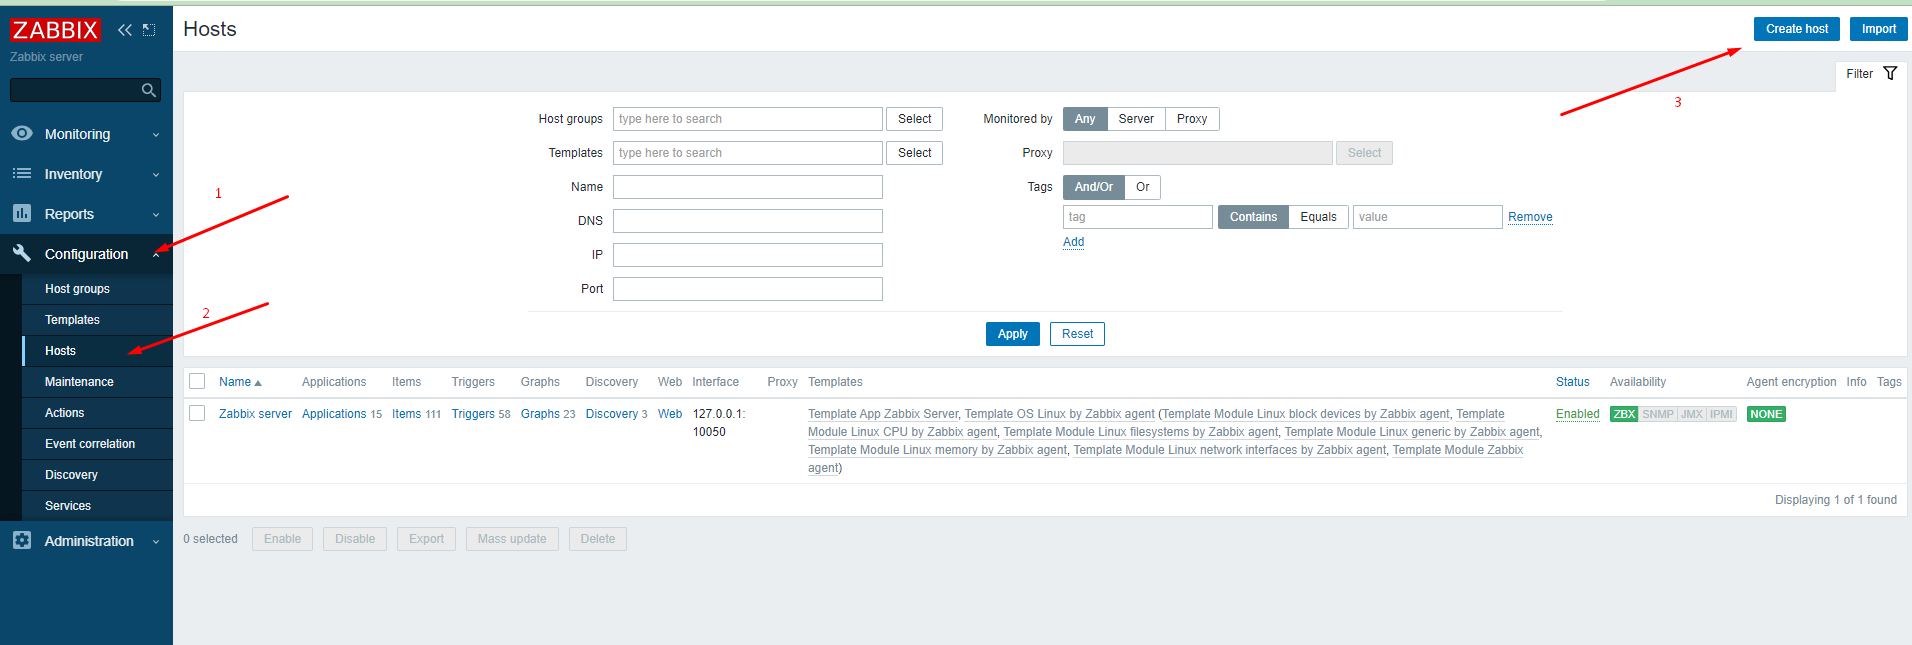 ZABBIX
Zabbix server
Monitoring
Inventory
Reports
Configuration
Host groups
Templates
Hosts
Maintenance
Actions
Event correlation
Discovery
Services
Administration
1
2
3
Hosts
Create host Import
Filter
Host groups type here to search Select
Templates type here to search Select
Name
DNS
IP
Port
Monitored by Any Server Proxy
Proxy Select
Tags And/Or Or
tag Contains Equals value Remove
Add
Apply Reset
Name Applications Items Triggers Graphs Discovery Web Interface Proxy Templates Status Availability Agent encryption Info Tags
Zabbix server Applications 15 Items 111 Triggers 58 Graphs 23 Discovery 3 Web 127.0.0.1: Template App Zabbix Server, Template OS Linux by Zabbix agent (Template Module Linux block devices by Zabbix agent, Template Enabled ZBX SNMP JMX IPMI NONE
10050 Module Linux CPU by Zabbix agent, Template Module Linux filesystems by Zabbix agent, Template Module Linux generic by Zabbix agent,
Template Module Linux memory by Zabbix agent, Template Module Linux network interfaces by Zabbix agent, Template Module Zabbix
agent)
Displaying 1 of 1 found
0 selected Enable Disable Export Mass update Delete